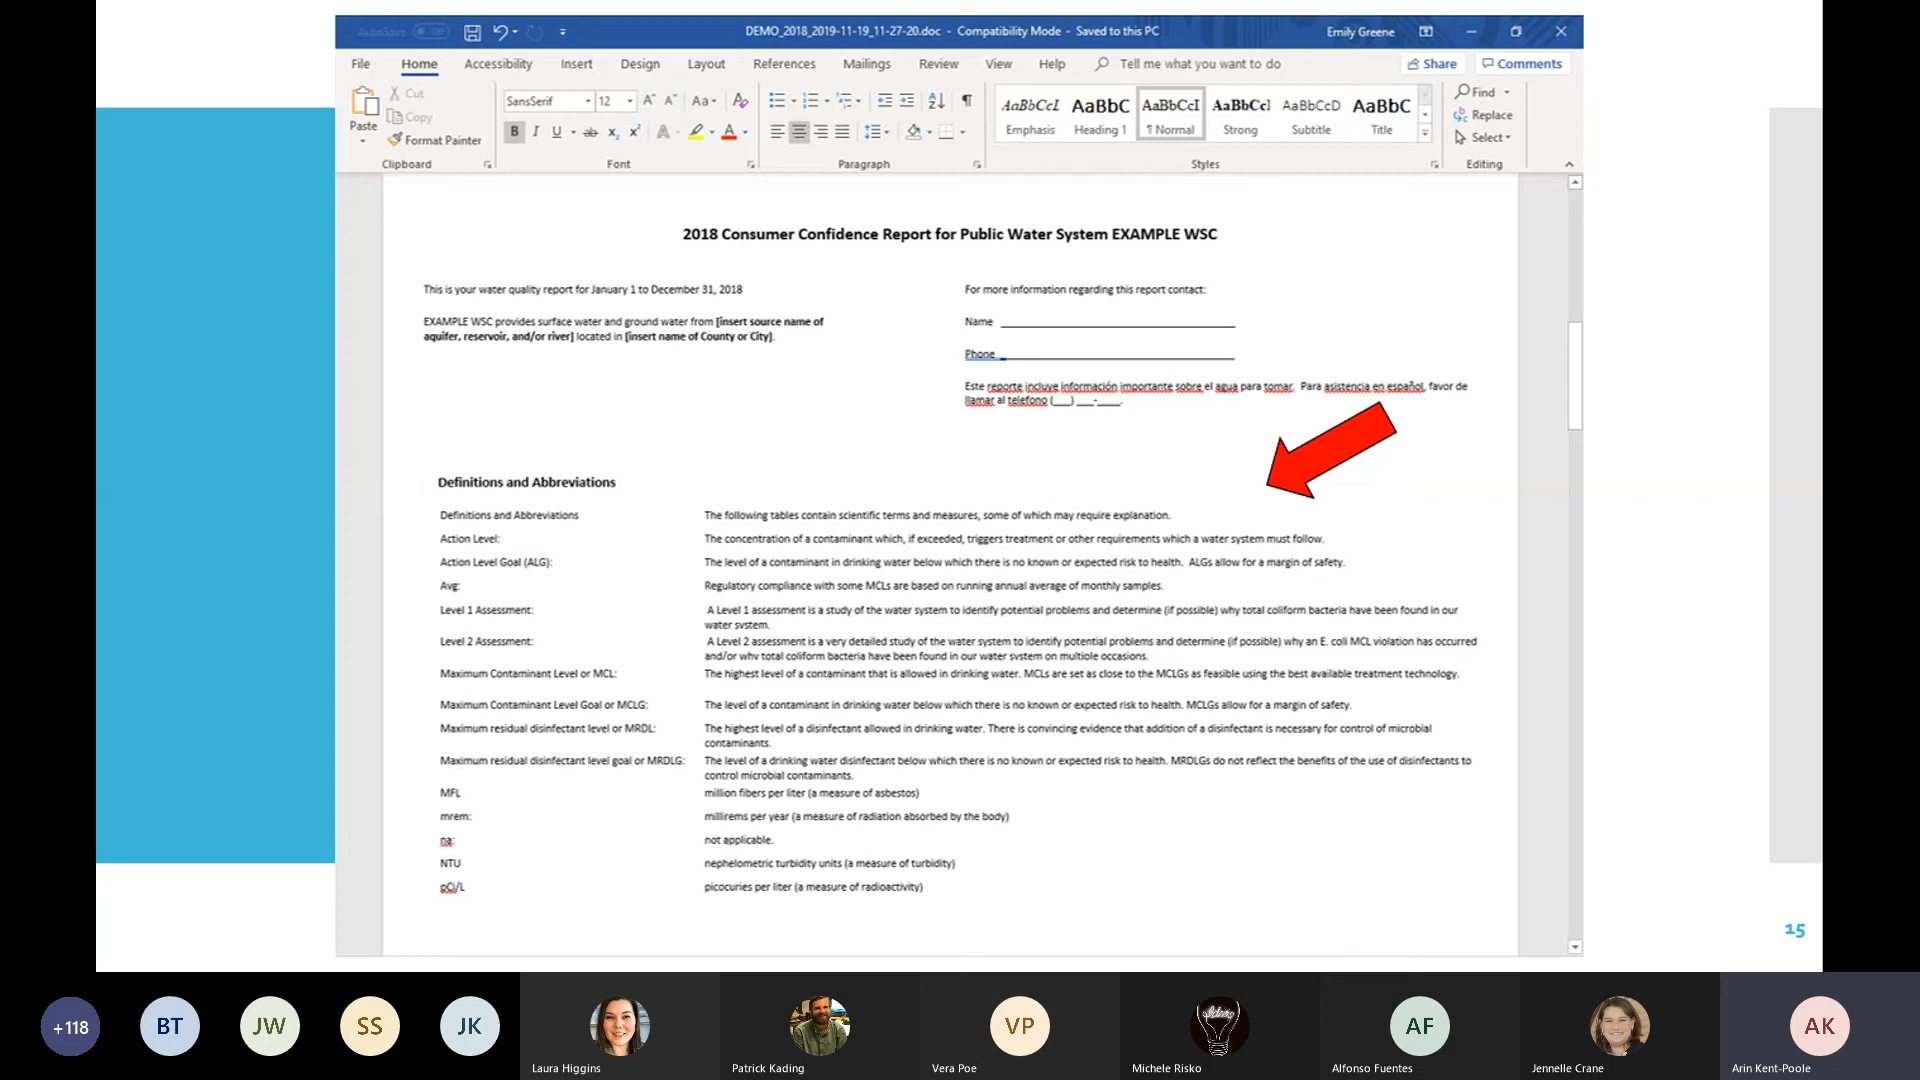 AutoSave Off
DEMO_2018_2019-11-19_11-27-20.doc - Compatibility Mode - Saved to this PC
Emily Greene
File Home Accessibility Insert Design Layout References Mailings Review View Help Tell me what you want to do Share Comments
Paste
Cut
Copy
Format Painter
Clipboard
SansSerif 12
Font
Paragraph
AaBbCcI AaBbC AaBbCcI AaBbCcl AaBbCcD AaBbC
Emphasis Heading 1 ¶ Normal Strong Subtitle Title
Styles
Find
Replace
Select
Editing
2018 Consumer Confidence Report for Public Water System EXAMPLE WSC
This is your water quality report for January 1 to December 31, 2018
EXAMPLE WSC provides surface water and ground water from [insert source name of
aquifer, reservoir, and/or river] located in [insert name of County or City].
For more information regarding this report contact:
Name
Phone
Este reporte incluye información importante sobre el agua para tomar. Para asistencia en español, favor de
llamar al telefono (___) ___-____.
Definitions and Abbreviations
Definitions and Abbreviations The following tables contain scientific terms and measures, some of which may require explanation.
Action Level: The concentration of a contaminant which, if exceeded, triggers treatment or other requirements which a water system must follow.
Action Level Goal (ALG): The level of a contaminant in drinking water below which there is no known or expected risk to health. ALGs allow for a margin of safety.
Avg: Regulatory compliance with some MCLs are based on running annual average of monthly samples.
Level 1 Assessment: A Level 1 assessment is a study of the water system to identify potential problems and determine (if possible) why total coliform bacteria have been found in our
water system.
Level 2 Assessment: A Level 2 assessment is a very detailed study of the water system to identify potential problems and determine (if possible) why an E. coli MCL violation has occurred
and/or why total coliform bacteria have been found in our water system on multiple occasions.
Maximum Contaminant Level or MCL: The highest level of a contaminant that is allowed in drinking water. MCLs are set as close to the MCLGs as feasible using the best available treatment technology.
Maximum Contaminant Level Goal or MCLG: The level of a contaminant in drinking water below which there is no known or expected risk to health. MCLGs allow for a margin of safety.
Maximum residual disinfectant level or MRDL: The highest level of a disinfectant allowed in drinking water. There is convincing evidence that addition of a disinfectant is necessary for control of microbial
contaminants.
Maximum residual disinfectant level goal or MRDLG: The level of a drinking water disinfectant below which there is no known or expected risk to health. MRDLGs do not reflect the benefits of the use of disinfectants to
control microbial contaminants.
MFL million fibers per liter (a measure of asbestos)
mrem: millirems per year (a measure of radiation absorbed by the body)
na: not applicable.
NTU nephelometric turbidity units (a measure of turbidity)
pCi/L picocuries per liter (a measure of radioactivity)
15
+118 BT JW SS JK VP AF AK
Laura Higgins Patrick Kading Vera Poe Michele Risko Alfonso Fuentes Jennelle Crane Arin Kent-Poole